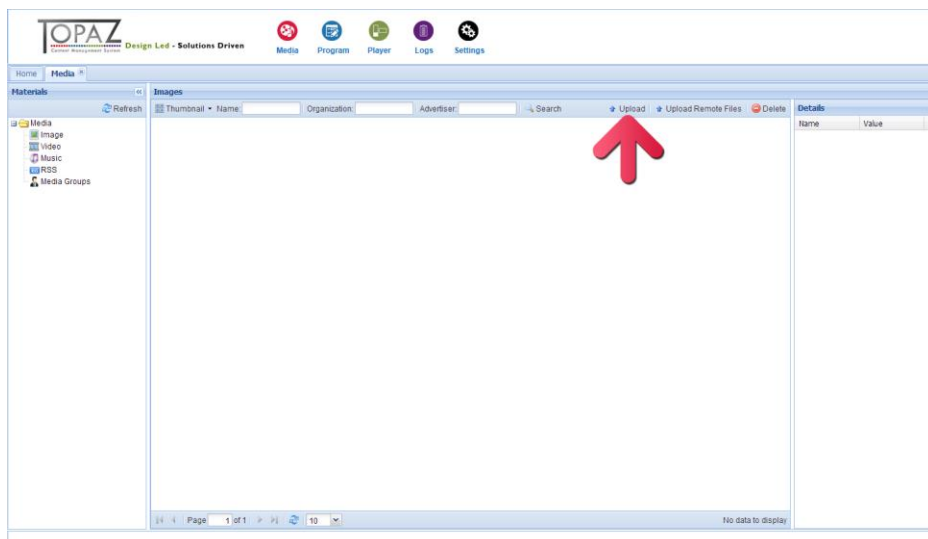 TOPAZ
Content Management System
Design Led - Solutions Driven
Media Program Player Logs Settings
Home Media
Materials
Refresh
Media
Image
Video
Music
RSS
Media Groups
Images
Thumbnail Name: Organization: Advertiser: Search Upload Upload Remote Files Delete
Details
Name Value
Page 1 of 1 10
No data to display